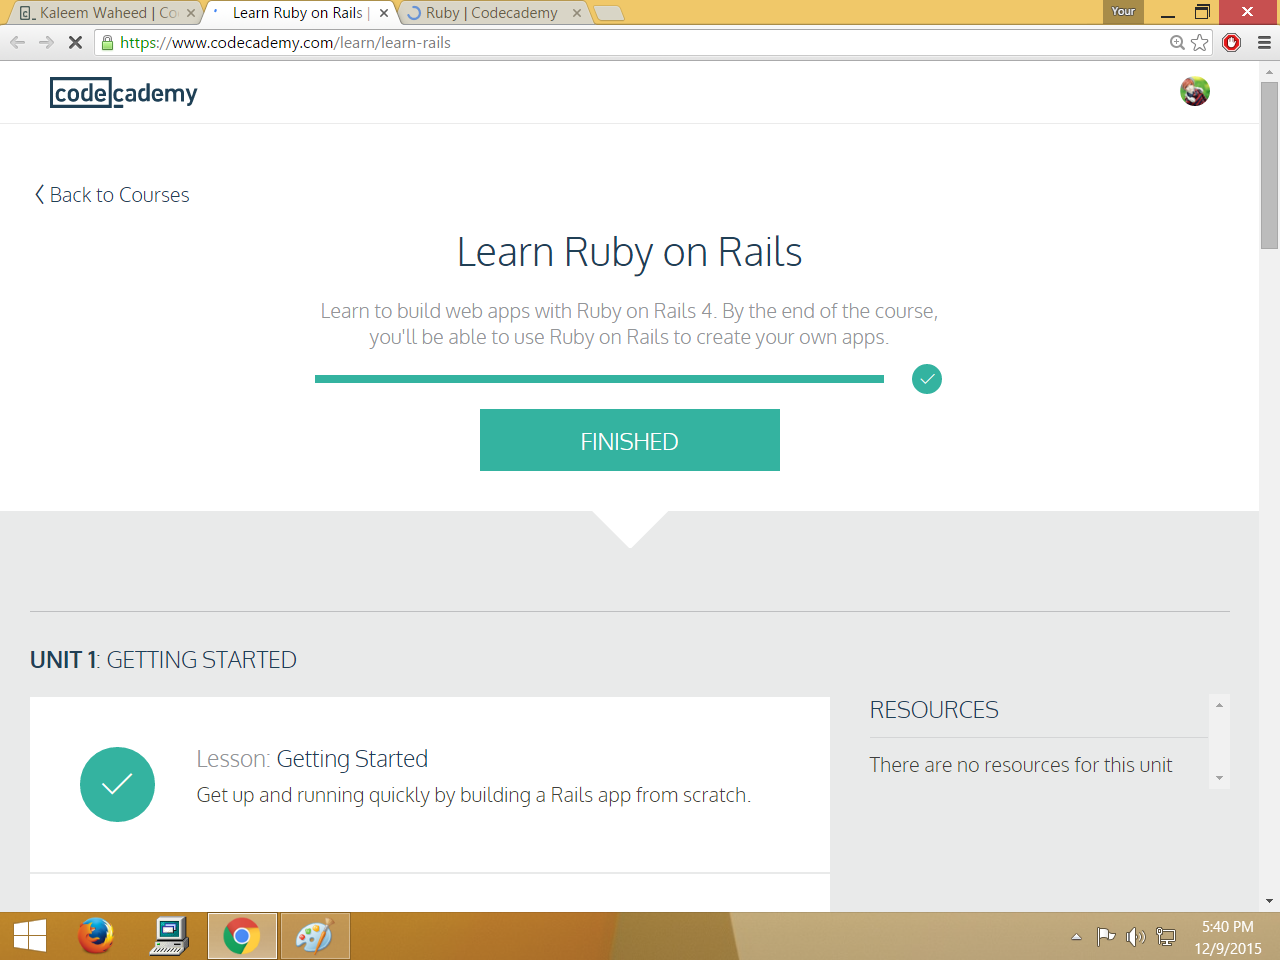 Kaleem Waheed | Co
Learn Ruby on Rails |
Ruby | Codecademy
Your
https://www.codecademy.com/learn/learn-rails
codecademy
Back to Courses
Learn Ruby on Rails
Learn to build web apps with Ruby on Rails 4. By the end of the course,
you'll be able to use Ruby on Rails to create your own apps.
FINISHED
UNIT 1: GETTING STARTED
Lesson: Getting Started
Get up and running quickly by building a Rails app from scratch.
RESOURCES
There are no resources for this unit
5:40 PM
12/9/2015